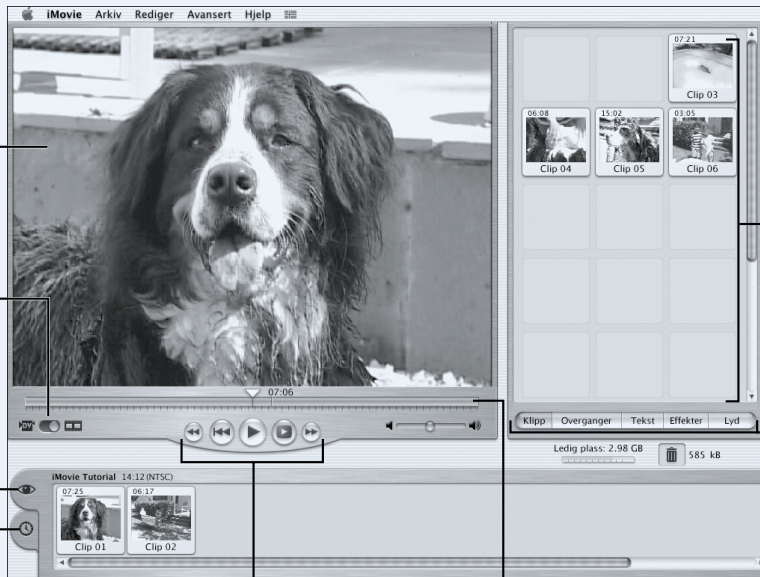 iMovie Arkiv Rediger Avansert Hjelp
07:21
Clip 03
06:08 15:02 03:05
Clip 04 Clip 05 Clip 06
07:06
DV
Klipp Overganger Tekst Effekter Lyd
Ledig plass: 2.98 GB
585 kB
iMovie Tutorial 14:12 (NTSC)
07:25 06:17
Clip 01 Clip 02